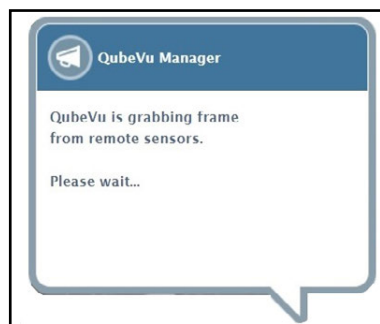 QubeVu Manager
QubeVu is grabbing frame
from remote sensors.
Please wait...